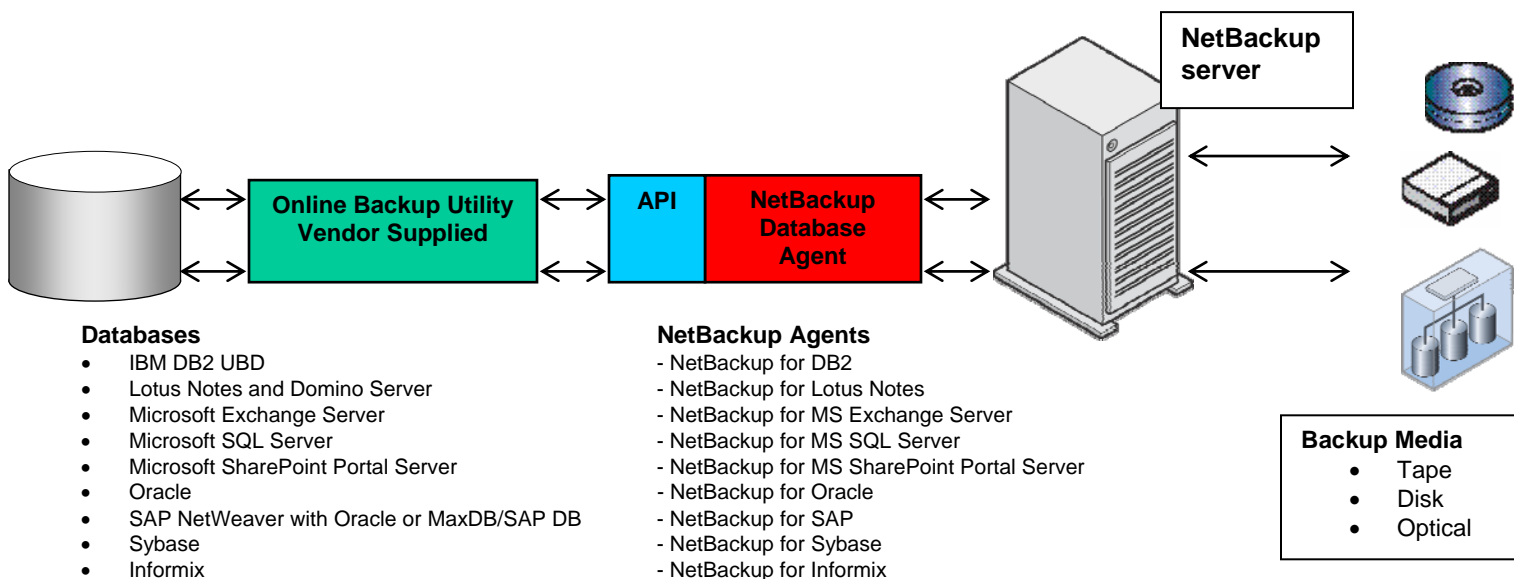 NetBackup
server
Online Backup Utility
Vendor Supplied
API
NetBackup
Database
Agent
Databases
• IBM DB2 UBD
• Lotus Notes and Domino Server
• Microsoft Exchange Server
• Microsoft SQL Server
• Microsoft SharePoint Portal Server
• Oracle
• SAP NetWeaver with Oracle or MaxDB/SAP DB
• Sybase
• Informix
NetBackup Agents
- NetBackup for DB2
- NetBackup for Lotus Notes
- NetBackup for MS Exchange Server
- NetBackup for MS SQL Server
- NetBackup for MS SharePoint Portal Server
- NetBackup for Oracle
- NetBackup for SAP
- NetBackup for Sybase
- NetBackup for Informix
Backup Media
• Tape
• Disk
• Optical